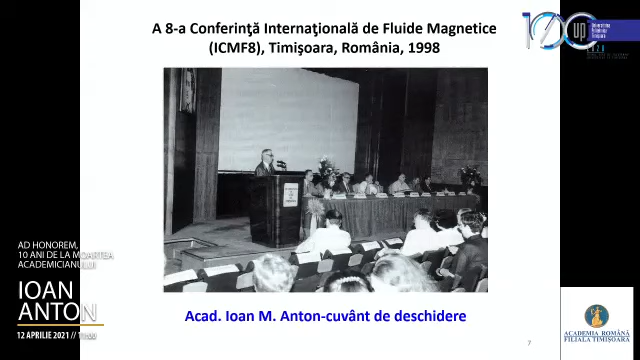 A 8-a Conferinţă Internaţională de Fluide Magnetice
(ICMF8), Timişoara, România, 1998
up
AD HONOREM,
10 ANI DE LA MOARTEA
ACADEMICIANULUI
IOAN
ANTON
12 APRILIE 2021 //
Acad. Ioan M. Anton-cuvânt de deschidere
ACADEMIA ROMÂNĂ
FILIALA TIMIŞOARA
7